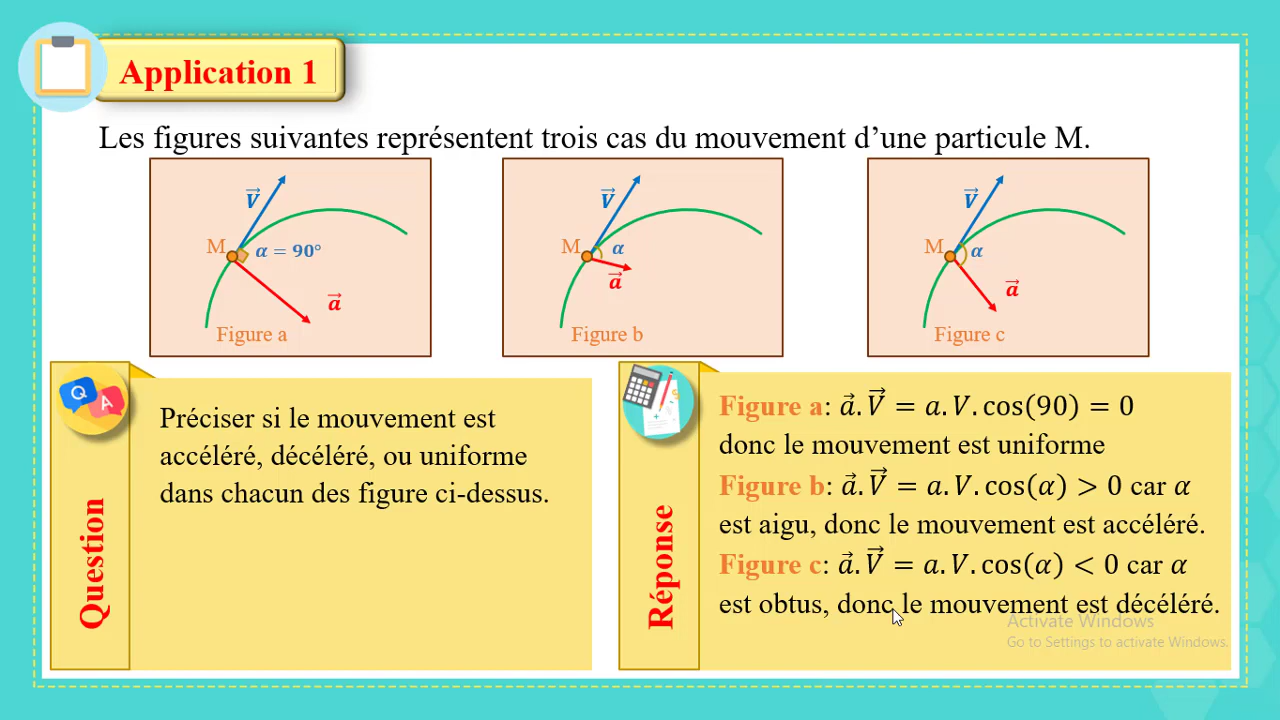 Application 1
Les figures suivantes représentent trois cas du mouvement d’une particule M.
V⃗
M
α = 90°
a⃗
Figure a
V⃗
M
α
a⃗
Figure b
V⃗
M
α
a⃗
Figure c
Q
A
Question
Préciser si le mouvement est
accéléré, décéléré, ou uniforme
dans chacun des figure ci-dessus.
Réponse
Figure a: a⃗.V⃗ = a.V.cos(90) = 0
donc le mouvement est uniforme
Figure b: a⃗.V⃗ = a.V.cos(α) > 0 car α
est aigu, donc le mouvement est accéléré.
Figure c: a⃗.V⃗ = a.V.cos(α) < 0 car α
est obtus, donc le mouvement est décéléré.
Activate Windows
Go to Settings to activate Windows.